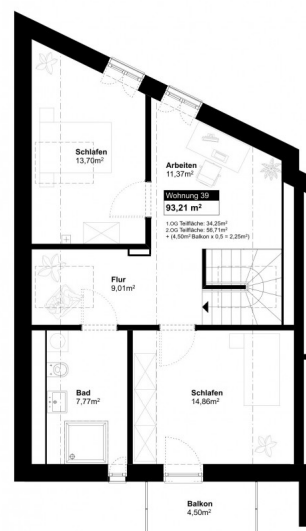 Schlafen
13,70m²
Arbeiten
11,37m²
Wohnung 39
93,21 m²
1.OG Teilfläche: 34,25m²
2.OG Teilfläche: 56,71m²
+ (4,50m² Balkon x 0,5 = 2,25m²)
Flur
9,01m²
Bad
7,77m²
Schlafen
14,86m²
Balkon
4,50m²